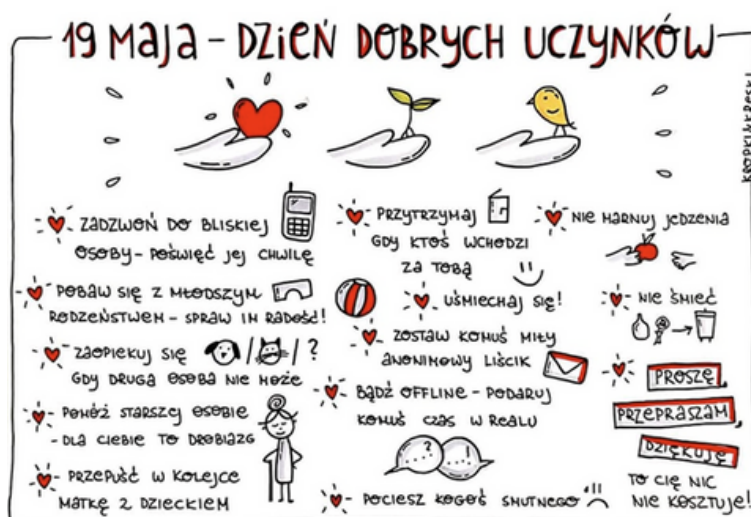 19 MAJA - DZIEŃ DOBRYCH UCZYNKÓW
KROPKI&KRESKI
ZADZWOŃ DO BLISKIEJ
OSOBY - POŚWIĘĆ JEJ CHWILĘ
POBAW SIĘ Z MŁODSZYM
RODZEŃSTWEM - SPRAW IM RADOŚĆ!
ZAOPIEKUJ SIĘ / / ?
GDY DRUGA OSOBA NIE MOŻE
POMÓŻ STARSZEJ OSOBIE
- DLA CIEBIE TO DROBIAZG
PRZEPUŚĆ W KOLEJCE
MATKĘ Z DZIECKIEM
PRZYTRZYMAJ
GDY KTOŚ WCHODZI
ZA TOBĄ
UŚMIECHAJ SIĘ!
ZOSTAW KOMUŚ MIŁY
ANONIMOWY LIŚCIK
BĄDŹ OFFLINE - PODARUJ
KOMUŚ CZAS W REALU
? !
POCIESZ KOGOŚ SMUTNEGO
NIE MARNUJ JEDZENIA
NIE ŚMIEĆ
PROSZĘ,
PRZEPRASZAM,
DZIĘKUJĘ
TO CIĘ NIC
NIE KOSZTUJE!